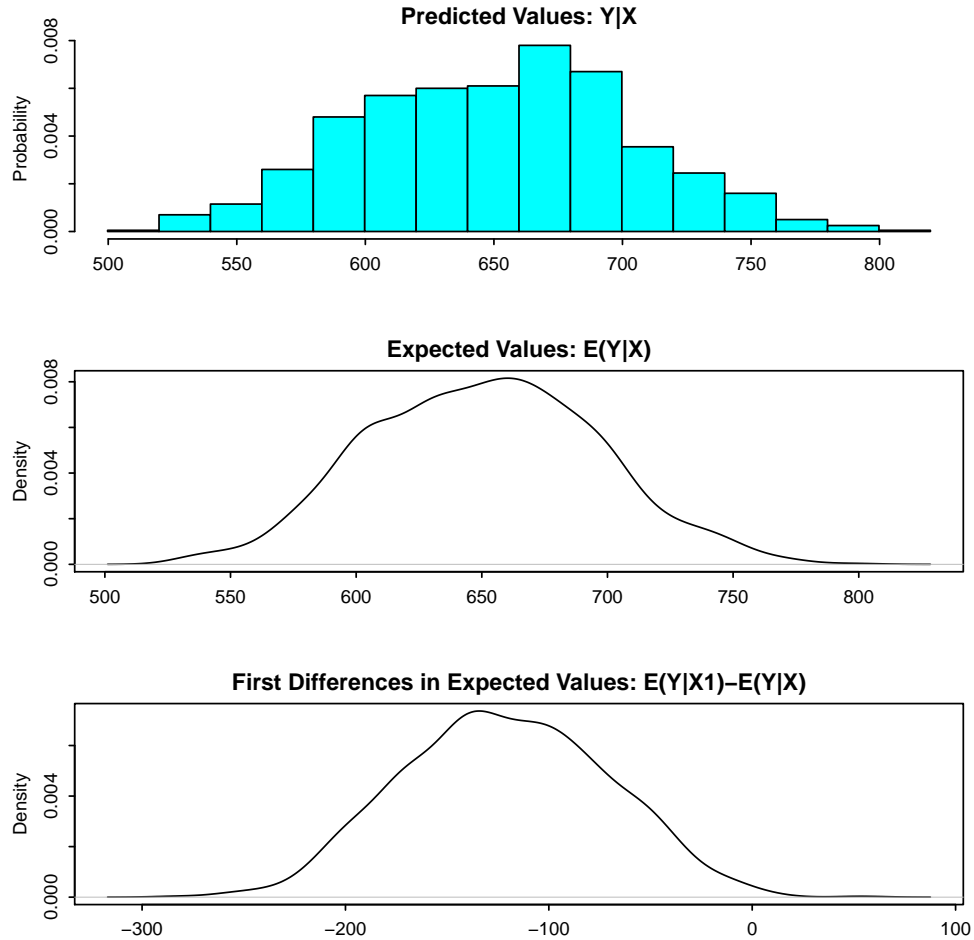 Predicted Values: Y|X
Probability
0.008
0.004
0.000
500 550 600 650 700 750 800
Expected Values: E(Y|X)
Density
0.008
0.004
0.000
500 550 600 650 700 750 800
First Differences in Expected Values: E(Y|X1)−E(Y|X)
Density
0.004
0.000
−300 −200 −100 0 100